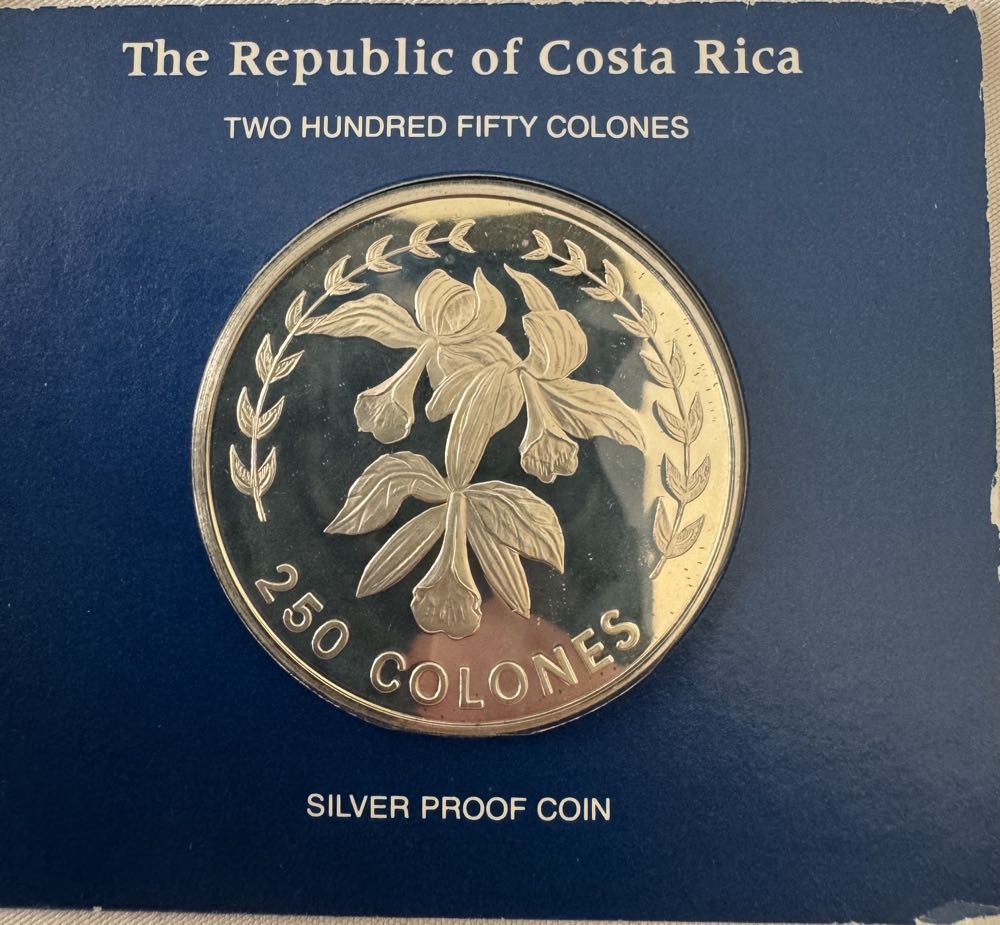 The Republic of Costa Rica
TWO HUNDRED FIFTY COLONES
250 COLONES
SILVER PROOF COIN